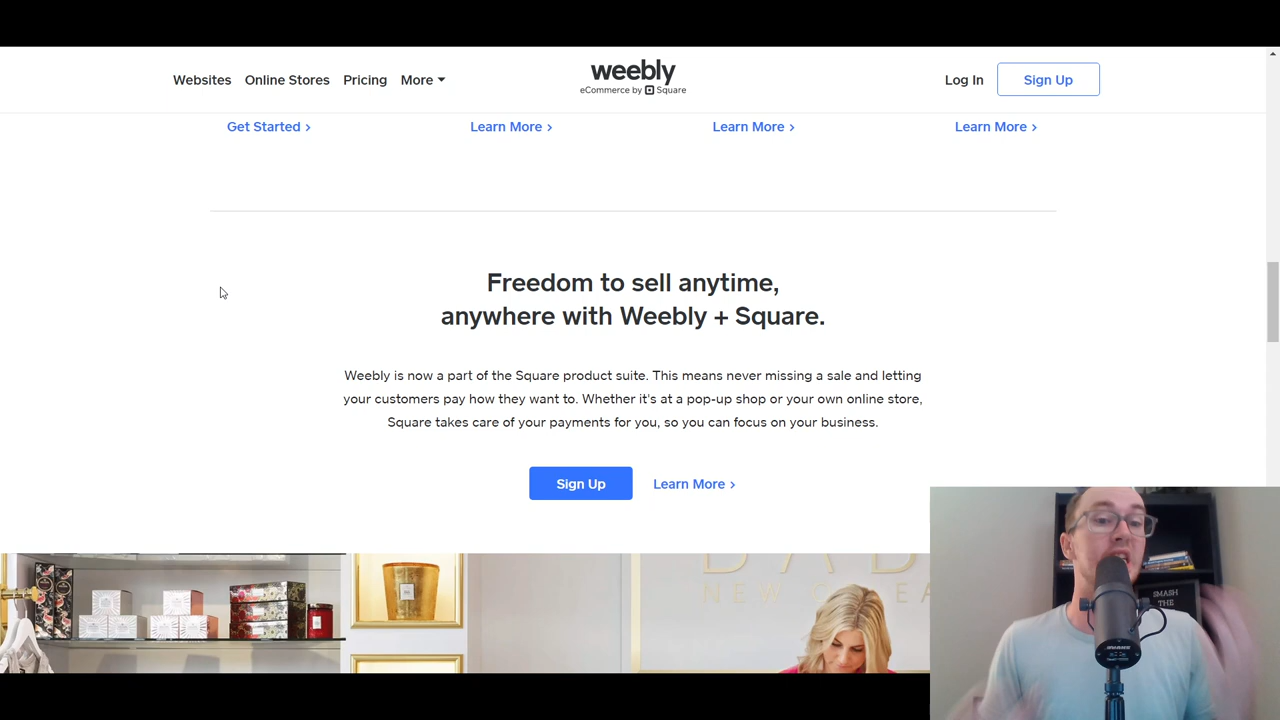 Websites Online Stores Pricing More
weebly
eCommerce by Square
Log In Sign Up
Get Started Learn More Learn More Learn More
Freedom to sell anytime,
anywhere with Weebly + Square.
Weebly is now a part of the Square product suite. This means never missing a sale and letting
your customers pay how they want to. Whether it's at a pop-up shop or your own online store,
Square takes care of your payments for you, so you can focus on your business.
Sign Up Learn More
SMASH
THE